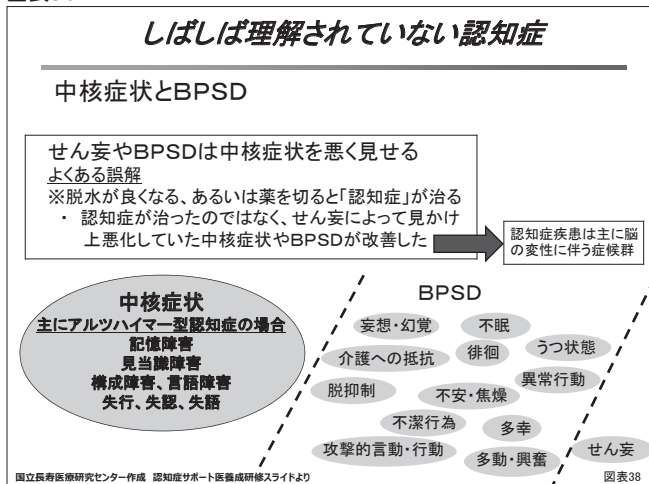 しばしば理解されていない認知症
中核症状とBPSD
せん妄やBPSDは中核症状を悪く見せる
よくある誤解
※脱水が良くなる、あるいは薬を切ると「認知症」が治る
・ 認知症が治ったのではなく、せん妄によって見かけ
上悪化していた中核症状やBPSDが改善した
認知症疾患は主に脳
の変性に伴う症候群
中核症状
主にアルツハイマー型認知症の場合
記憶障害
見当識障害
構成障害、言語障害
失行、失認、失語
BPSD
妄想・幻覚
不眠
介護への抵抗
徘徊
うつ状態
脱抑制
不安・焦燥
異常行動
不潔行為
多幸
攻撃的言動・行動
多動・興奮
せん妄
国立長寿医療研究センター作成 認知症サポート医養成研修スライドより
図表38